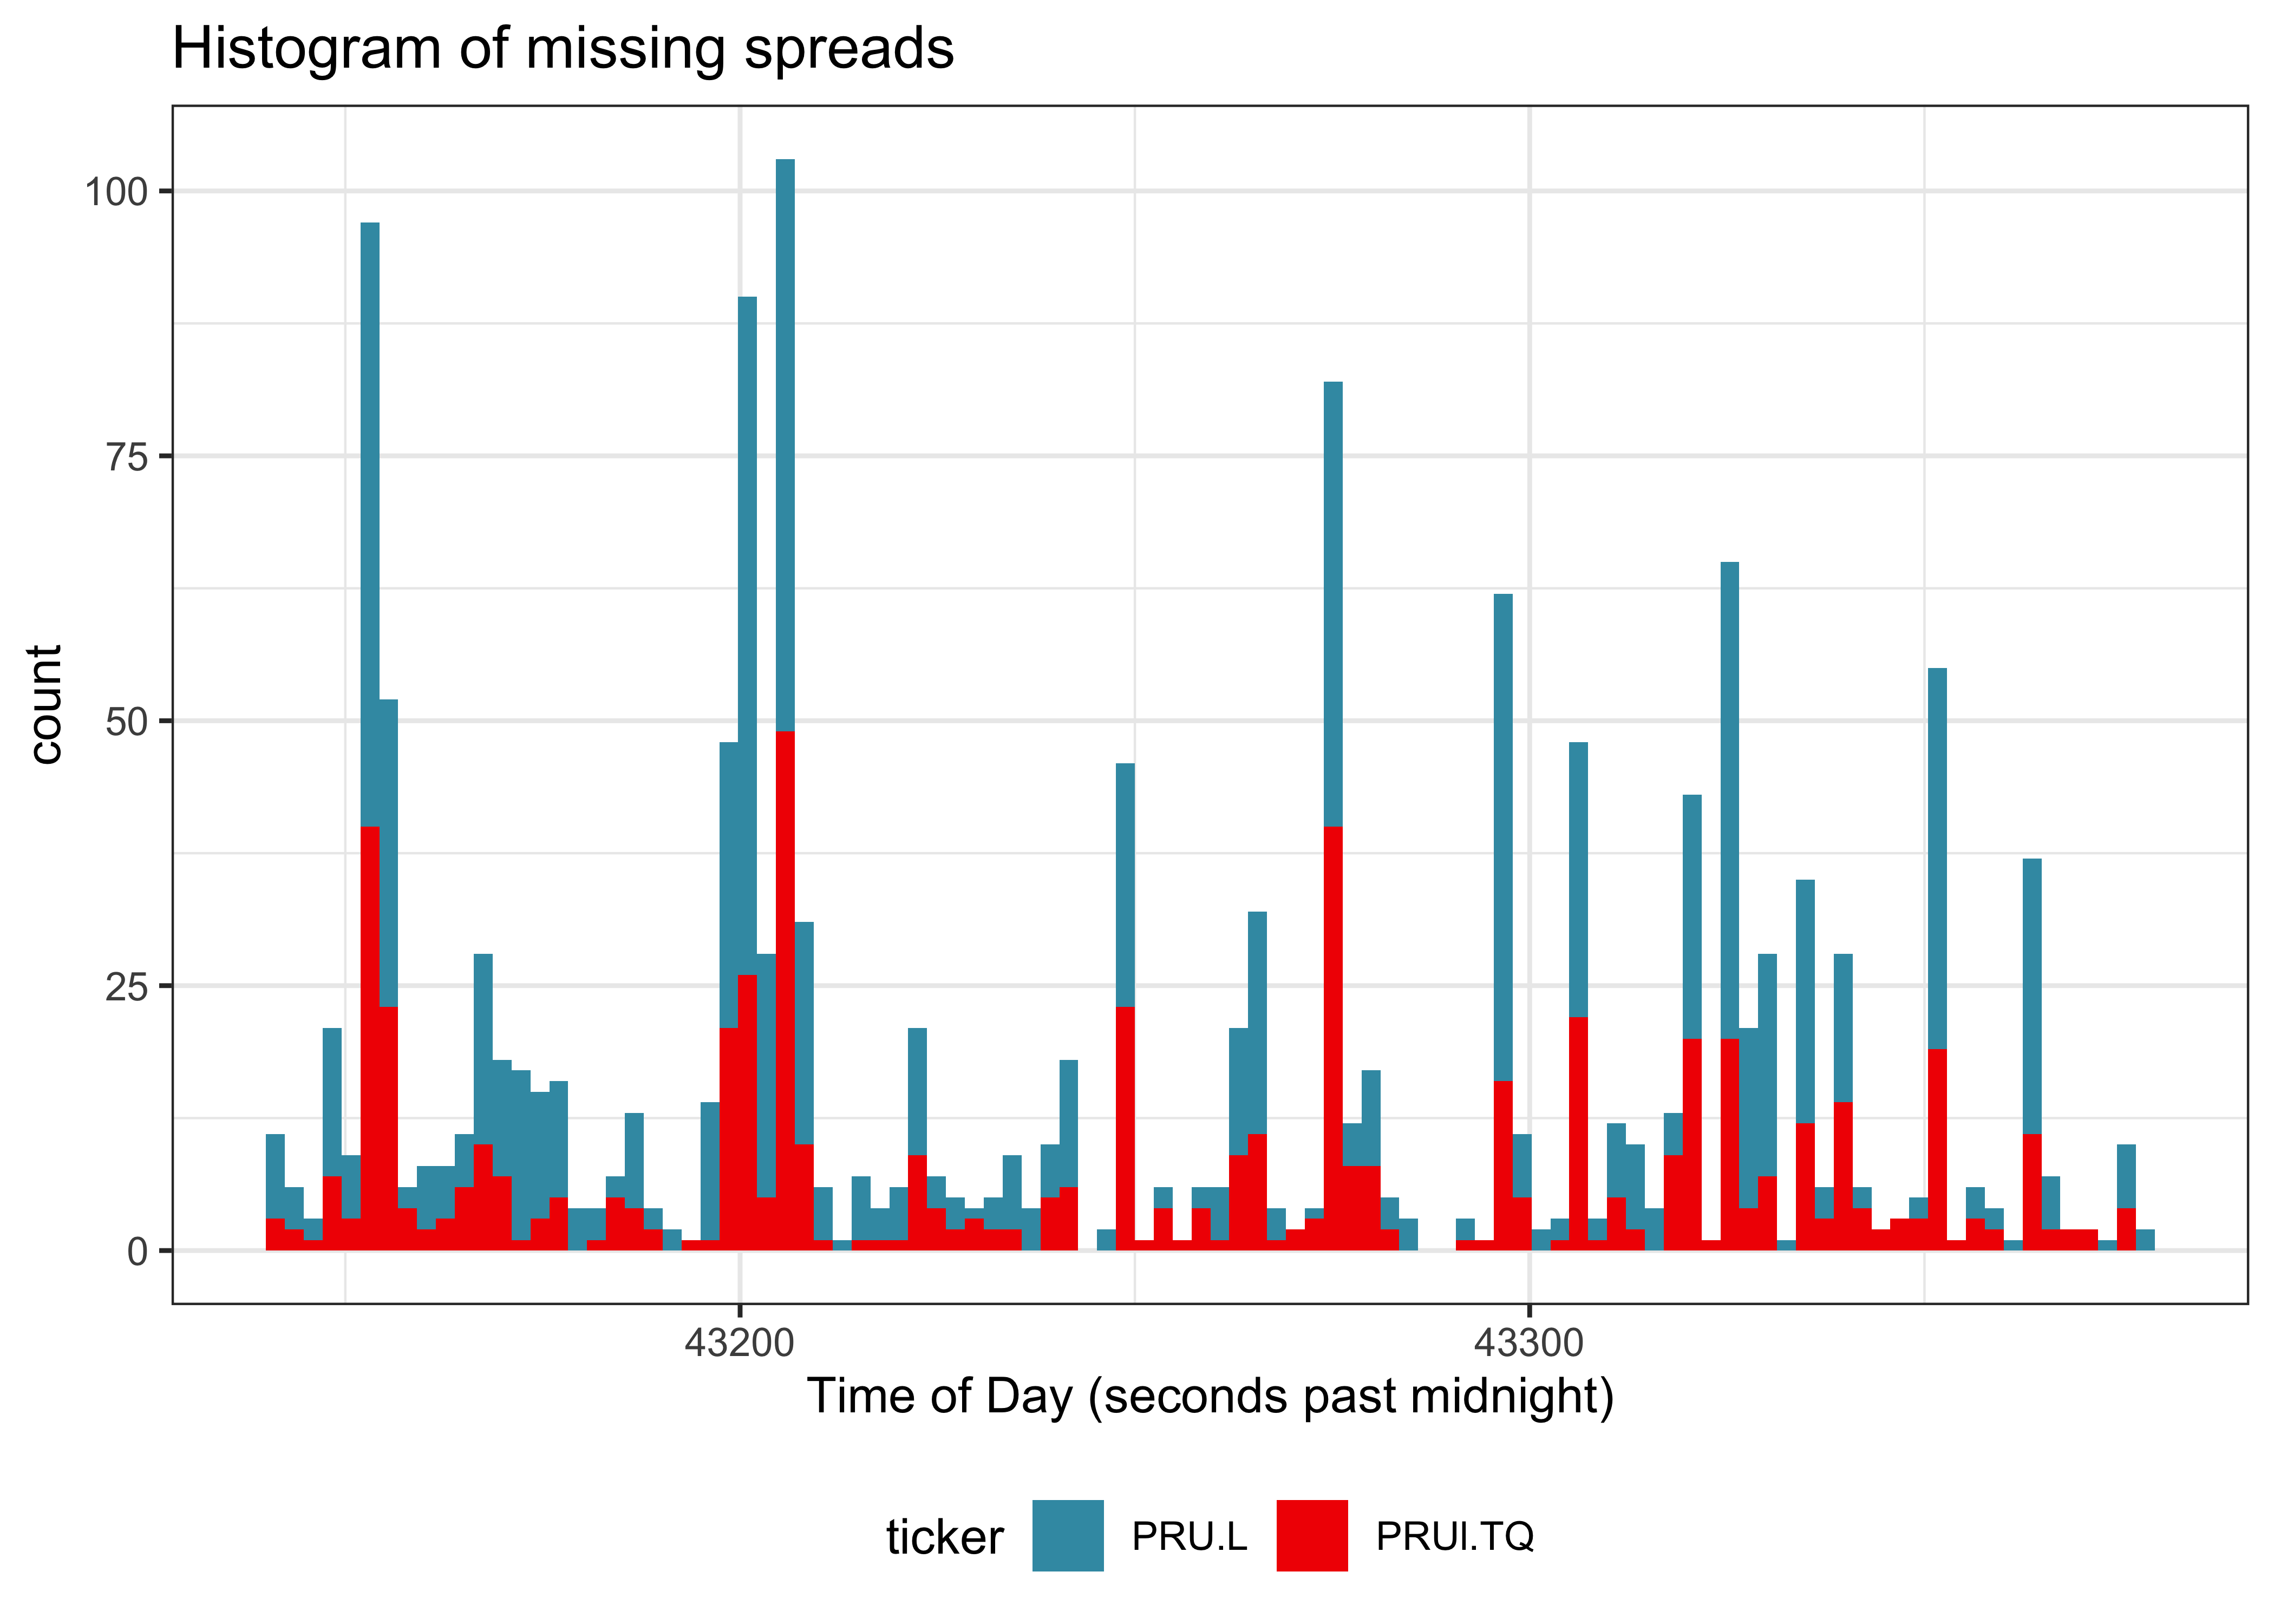 Histogram of missing spreads
100
75
50
25
0
count
43200 43300
Time of Day (seconds past midnight)
ticker PRU.L PRUI.TQ